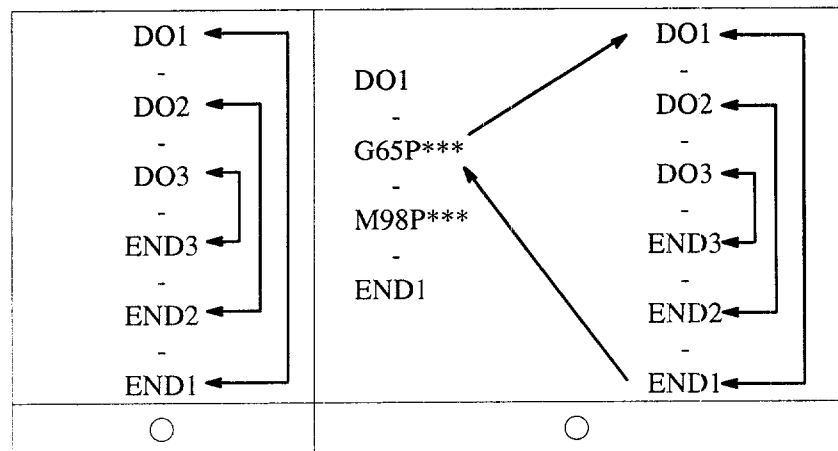 DO1
-
DO2
-
DO3
-
END3
-
END2
-
END1
○
DO1
-
G65P***
-
M98P***
-
END1
DO1
-
DO2
-
DO3
-
END3
-
END2
-
END1
○